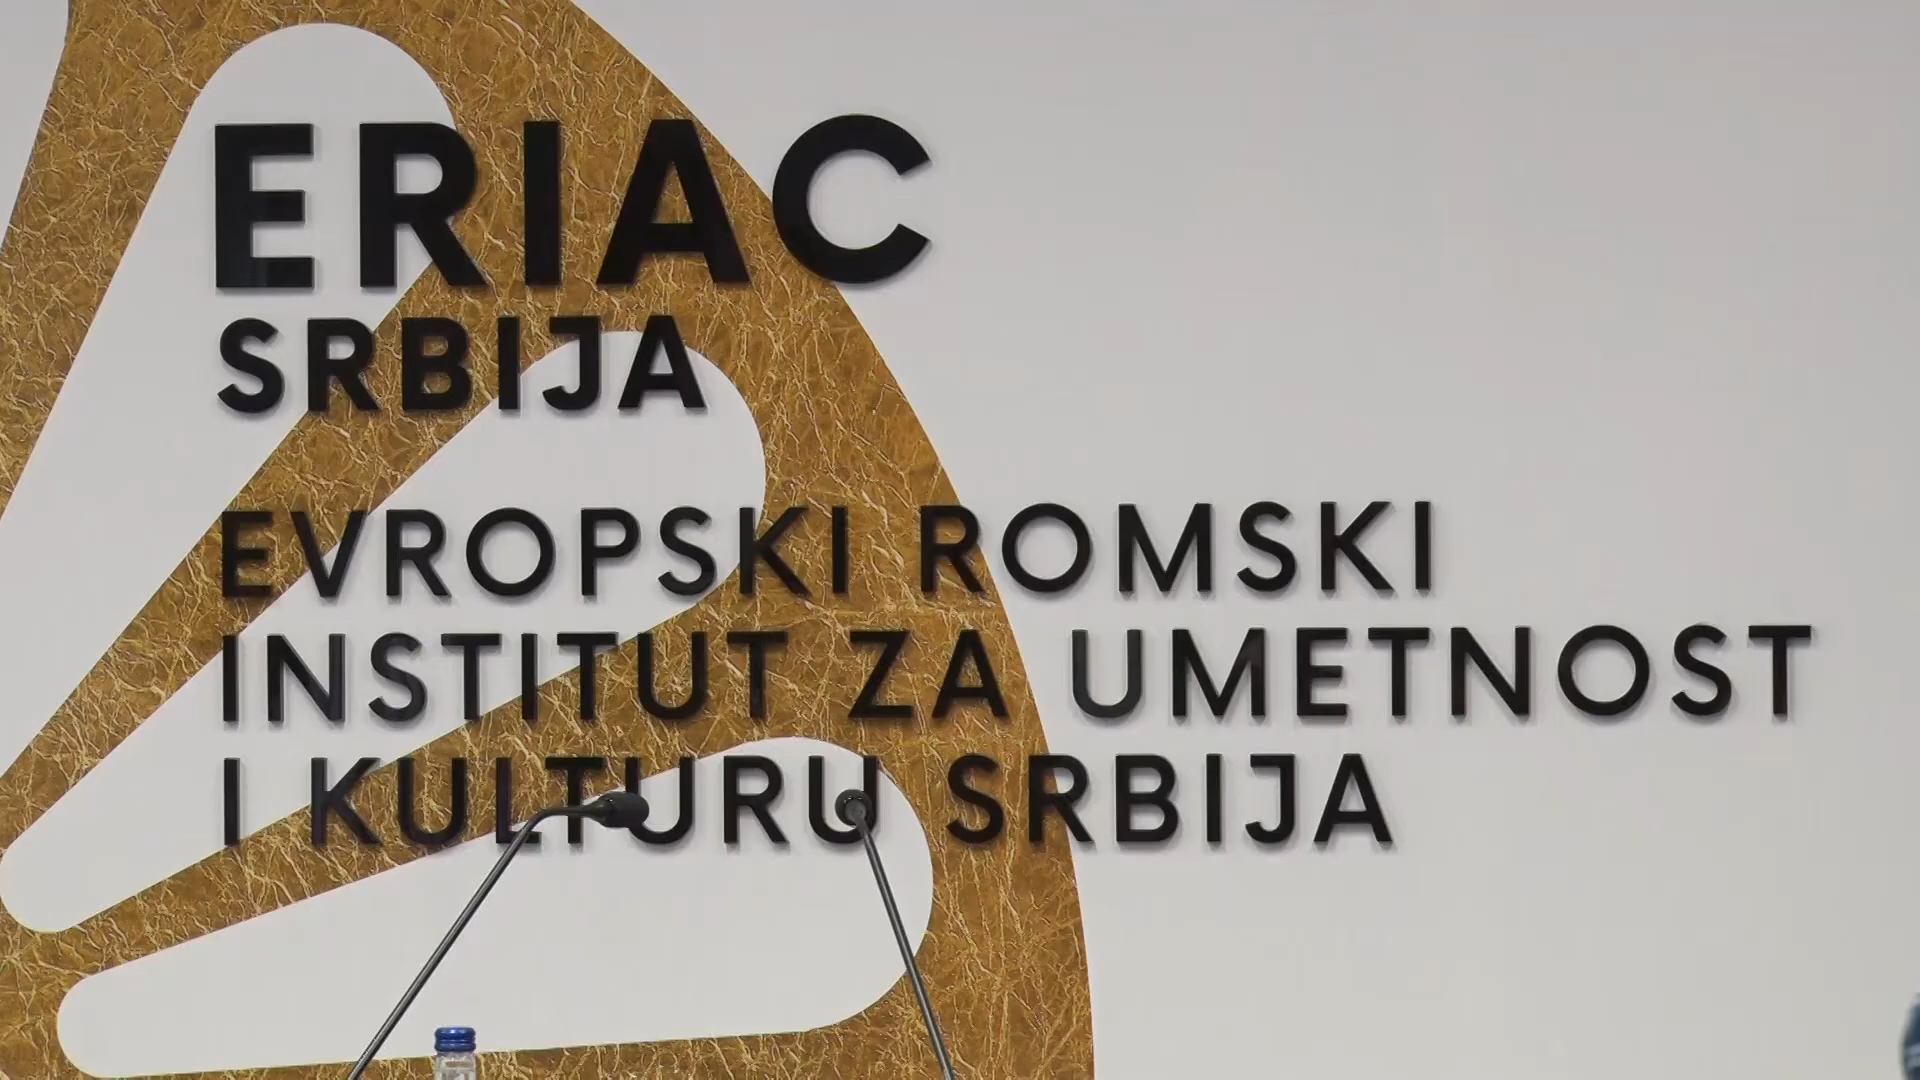 ERIAC
SRBIJA
EVROPSKI ROMSKI
INSTITUT ZA UMETNOST
I KULTURU SRBIJA